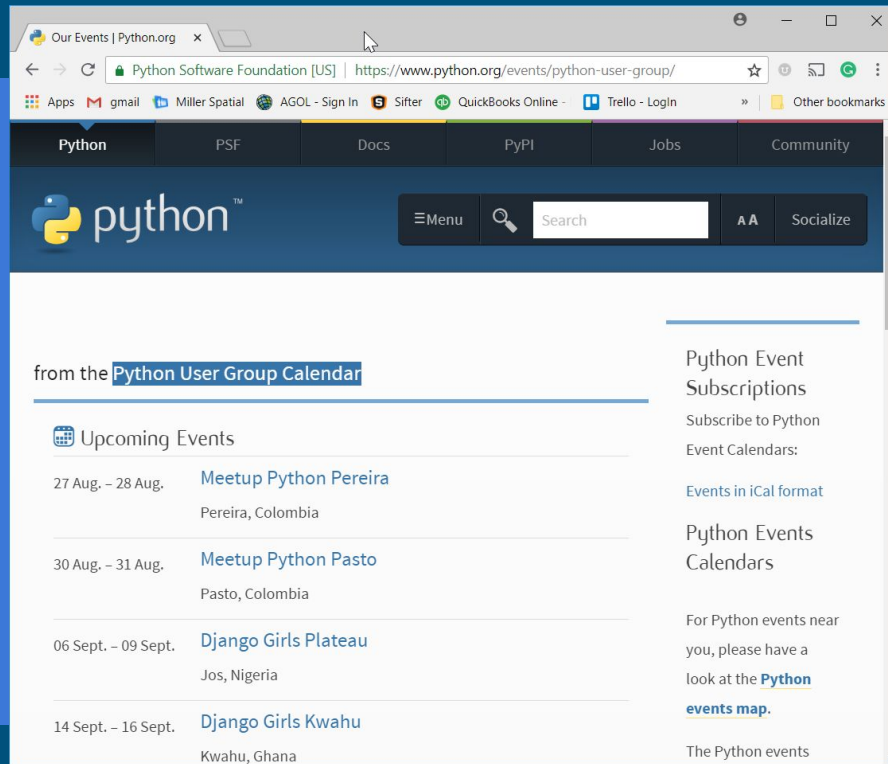 Our Events | Python.org
Python Software Foundation [US] | https://www.python.org/events/python-user-group/
Apps gmail Miller Spatial AGOL - Sign In Sifter QuickBooks Online - Trello - LogIn » Other bookmarks
Python PSF Docs PyPI Jobs Community
python™
≡Menu Search A A Socialize
from the Python User Group Calendar
Upcoming Events
27 Aug. – 28 Aug. Meetup Python Pereira
Pereira, Colombia
30 Aug. – 31 Aug. Meetup Python Pasto
Pasto, Colombia
06 Sept. – 09 Sept. Django Girls Plateau
Jos, Nigeria
14 Sept. – 16 Sept. Django Girls Kwahu
Kwahu, Ghana
Python Event
Subscriptions
Subscribe to Python
Event Calendars:
Events in iCal format
Python Events
Calendars
For Python events near
you, please have a
look at the Python
events map.
The Python events